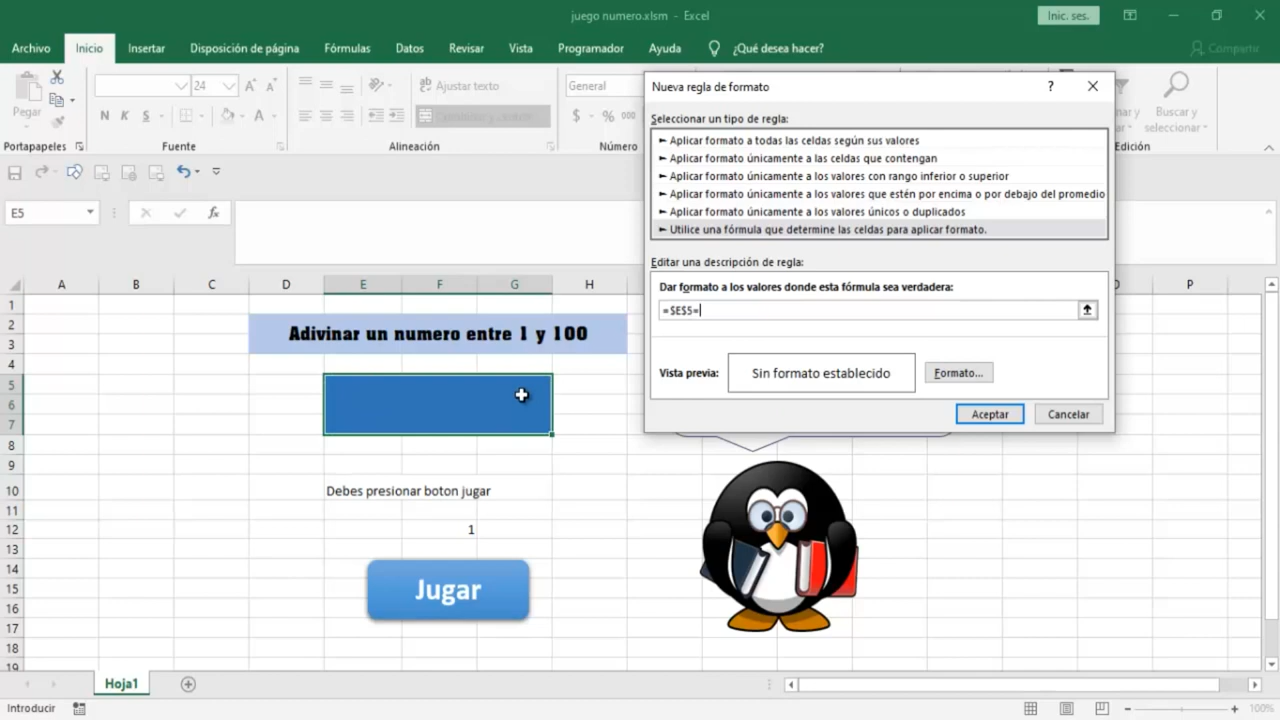 juego numero.xlsm - Excel
Inic. ses.
Archivo Inicio Insertar Disposición de página Fórmulas Datos Revisar Vista Programador Ayuda ¿Qué desea hacer? Compartir
Pegar
24
N K S
Ajustar texto
General
$ % 000
Buscar y
seleccionar
Portapapeles Fuente Alineación Número Edición
E5
fx
A B C D E F G H P
1
2
3
4
5
6
7
8
9
10
11
12
13
14
15
16
17
18
19
Adivinar un numero entre 1 y 100
Debes presionar boton jugar
1
Jugar
Nueva regla de formato
?
Seleccionar un tipo de regla:
► Aplicar formato a todas las celdas según sus valores
► Aplicar formato únicamente a las celdas que contengan
► Aplicar formato únicamente a los valores con rango inferior o superior
► Aplicar formato únicamente a los valores que estén por encima o por debajo del promedio
► Aplicar formato únicamente a los valores únicos o duplicados
► Utilice una fórmula que determine las celdas para aplicar formato.
Editar una descripción de regla:
Dar formato a los valores donde esta fórmula sea verdadera:
=$E$5=
Vista previa:
Sin formato establecido
Formato...
Aceptar
Cancelar
Hoja1
Introducir
100%